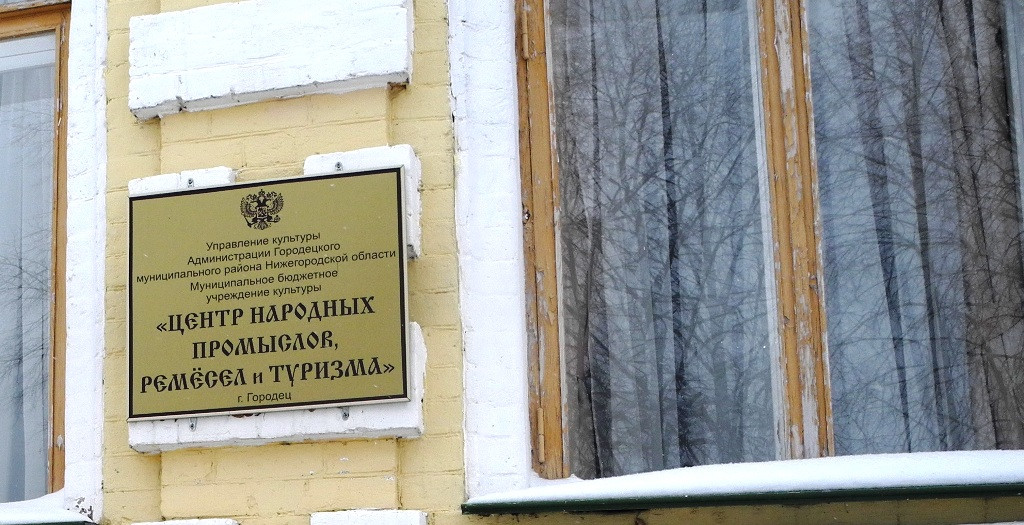 Управление культуры
Администрации Городецкого
муниципального района Нижегородской области
Муниципальное бюджетное
учреждение культуры
«ЦЕНТР НАРОДНЫХ
ПРОМЫСЛОВ,
РЕМЁСЕЛ и ТУРИЗМА»
г. Городец